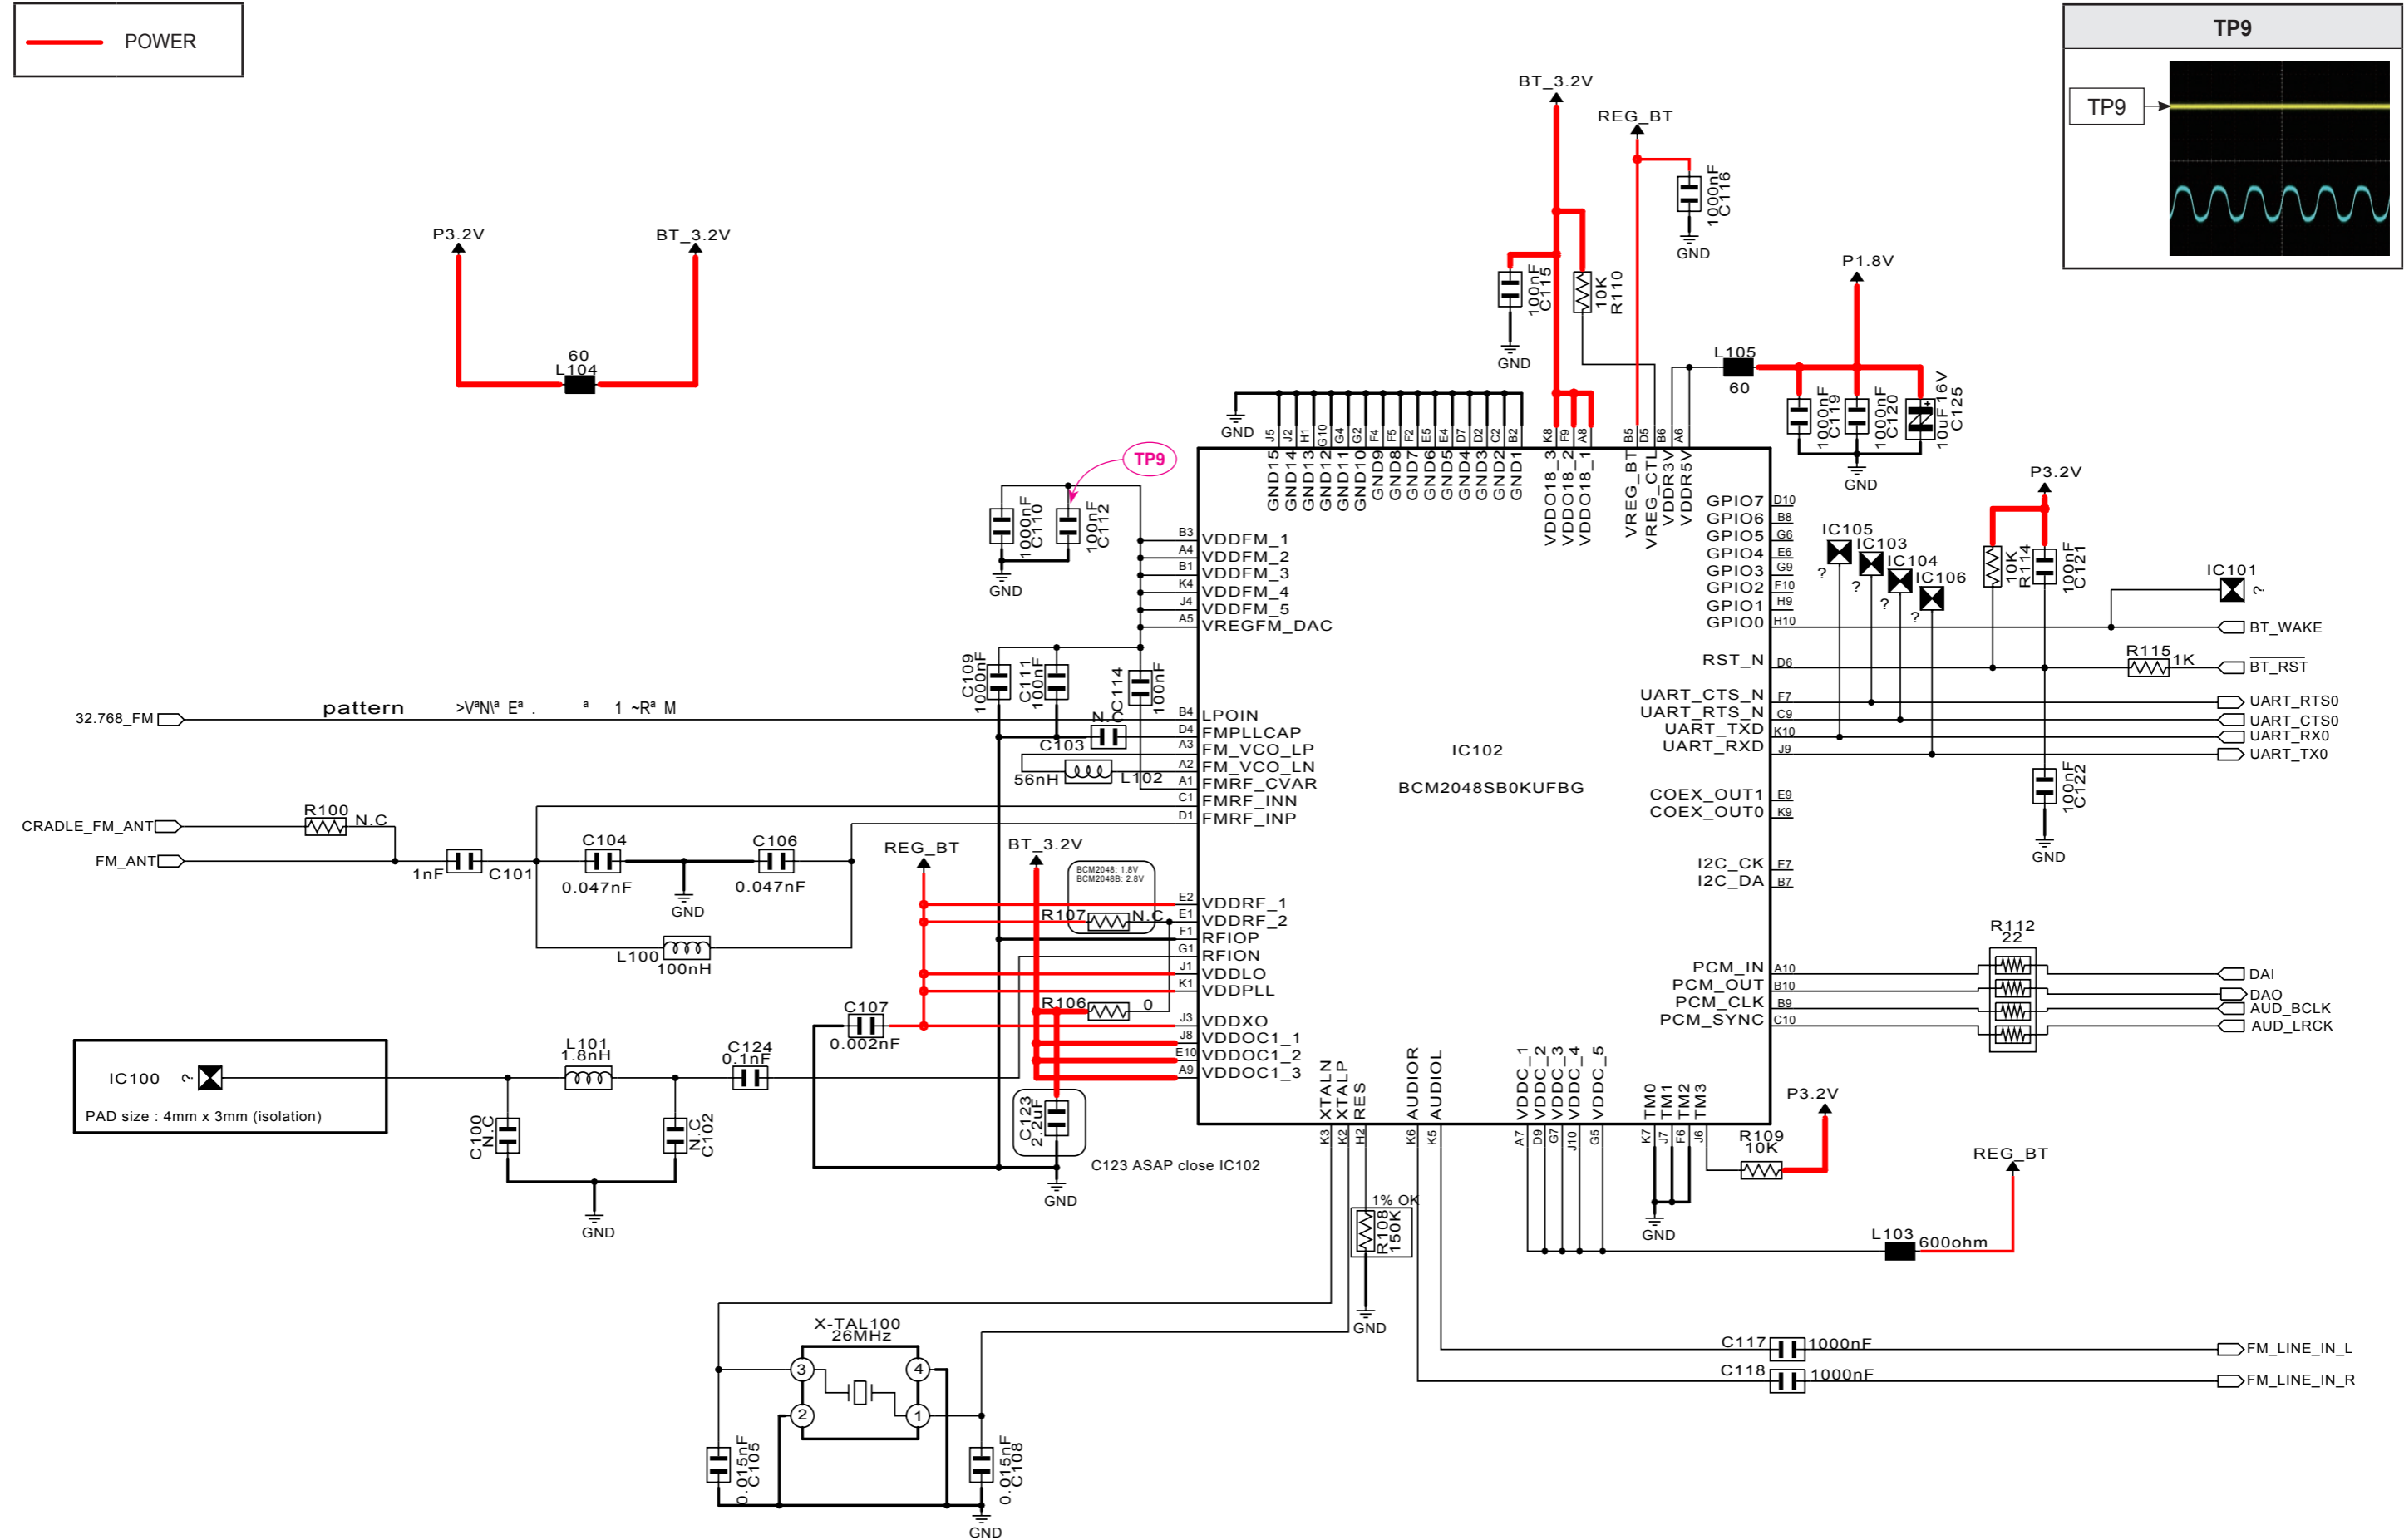 POWER
TP9
TP9
BT_3.2V
REG_BT
1000nF
C116
GND
P3.2V
BT_3.2V
60
L104
100nF
C115
GND
10K
R110
P1.8V
L105
60
1000nF
C119
1000nF
C120
10uF 16V
C125
+
GND
GND
J5
J2
H1
G10
G4
G2
F4
F5
F2
E5
E4
D7
D2
C2
B2
K8
F9
A8
B5
D5
B6
A6
GND15
GND14
GND13
GND12
GND11
GND10
GND9
GND8
GND7
GND6
GND5
GND4
GND3
GND2
GND1
VDDO18_3
VDDO18_2
VDDO18_1
VREG_BT
VREG_CTL
VDDR3V
VDDR5V
TP9
1000nF
C110
100nF
C112
GND
B3 VDDFM_1
A4 VDDFM_2
B1 VDDFM_3
K4 VDDFM_4
J4 VDDFM_5
A5 VREGFM_DAC
GPIO7 D10
GPIO6 B8
GPIO5 G6
GPIO4 E6
GPIO3 G9
GPIO2 F10
GPIO1 H9
GPIO0 H10
IC105
?
IC103
?
IC104
?
IC106
?
P3.2V
10K
R114
100nF
C121
IC101
?
BT_WAKE
RST_N D6
R115
1K
BT_RST
C109
1000nF
C111
100nF
C114
100nF
32.768_FM
pattern
B4 LPOIN
D4 FMPLLCAP
A3 FM_VCO_LP
A2 FM_VCO_LN
A1 FMRF_CVAR
C1 FMRF_INN
D1 FMRF_INP
N.C
C103
56nH
L102
IC102
BCM2048SB0KUFBG
UART_CTS_N F7
UART_RTS_N C9
UART_TXD K10
UART_RXD J9
UART_RTS0
UART_CTS0
UART_RX0
UART_TX0
100nF
C122
GND
COEX_OUT1 E9
COEX_OUT0 K9
I2C_CK E7
I2C_DA B7
CRADLE_FM_ANT
R100
N.C
FM_ANT
1nF
C101
C104
0.047nF
C106
0.047nF
GND
L100
100nH
REG_BT
BT_3.2V
BCM2048: 1.8V
BCM2048B: 2.8V
R107
N.C
E2 VDDRF_1
E1 VDDRF_2
F1 RFIOP
G1 RFION
J1 VDDLO
K1 VDDPLL
J3 VDDXO
J8 VDDOC1_1
E10 VDDOC1_2
A9 VDDOC1_3
R106
0
C107
0.002nF
R112
22
PCM_IN A10
PCM_OUT B10
PCM_CLK B9
PCM_SYNC C10
DAI
DAO
AUD_BCLK
AUD_LRCK
IC100 ?
PAD size : 4mm x 3mm (isolation)
L101
1.8nH
C124
0.1nF
C100
N.C
N.C
C102
GND
C123
2.2uF
C123 ASAP close IC102
GND
XTALN
XTALP
RES
AUDIOR
AUDIOL
VDDC_1
VDDC_2
VDDC_3
VDDC_4
VDDC_5
TM0
TM1
TM2
TM3
K3
K2
H2
K6
K5
A7
D9
G7
J10
G5
K7
J7
F6
J6
P3.2V
R109
10K
GND
REG_BT
L103
600ohm
1% OK
R108
150K
GND
X-TAL100
26MHz
3
4
2
1
0.015nF
C105
0.015nF
C108
GND
C117
1000nF
FM_LINE_IN_L
C118
1000nF
FM_LINE_IN_R